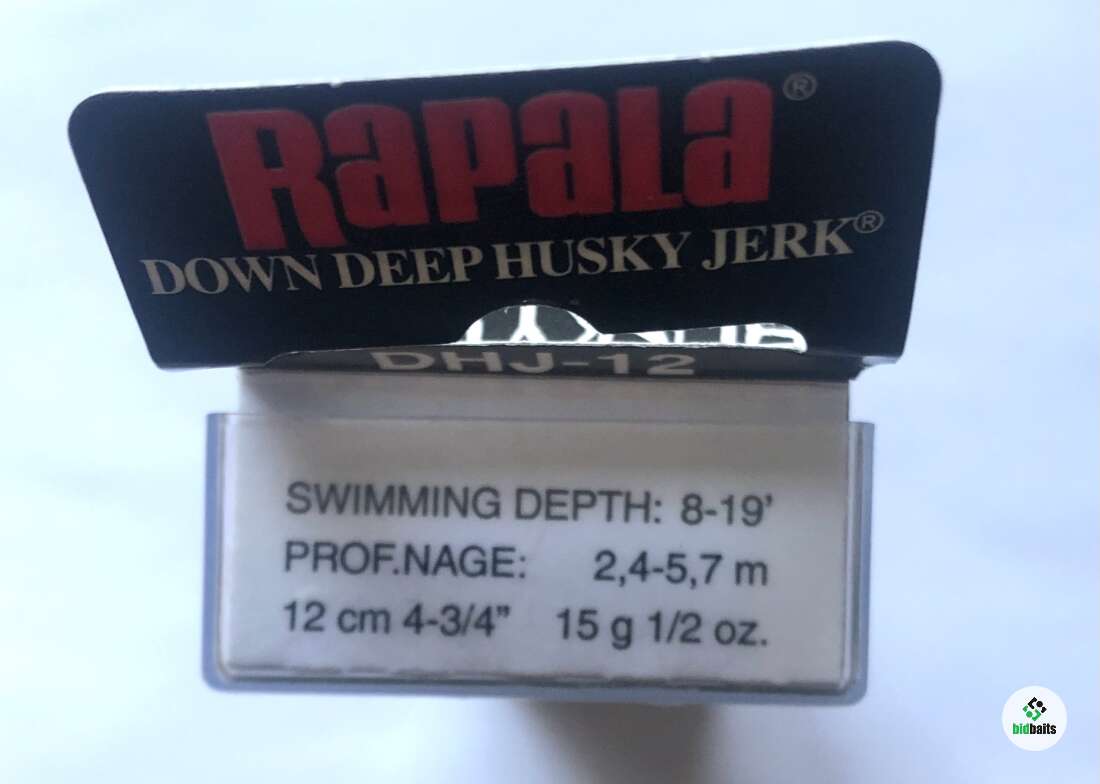 Rapala®
DOWN DEEP HUSKY JERK®
DHJ-12
SWIMMING DEPTH: 8-19'
PROF.NAGE: 2,4-5,7 m
12 cm 4-3/4” 15 g 1/2 oz.
bidbaits